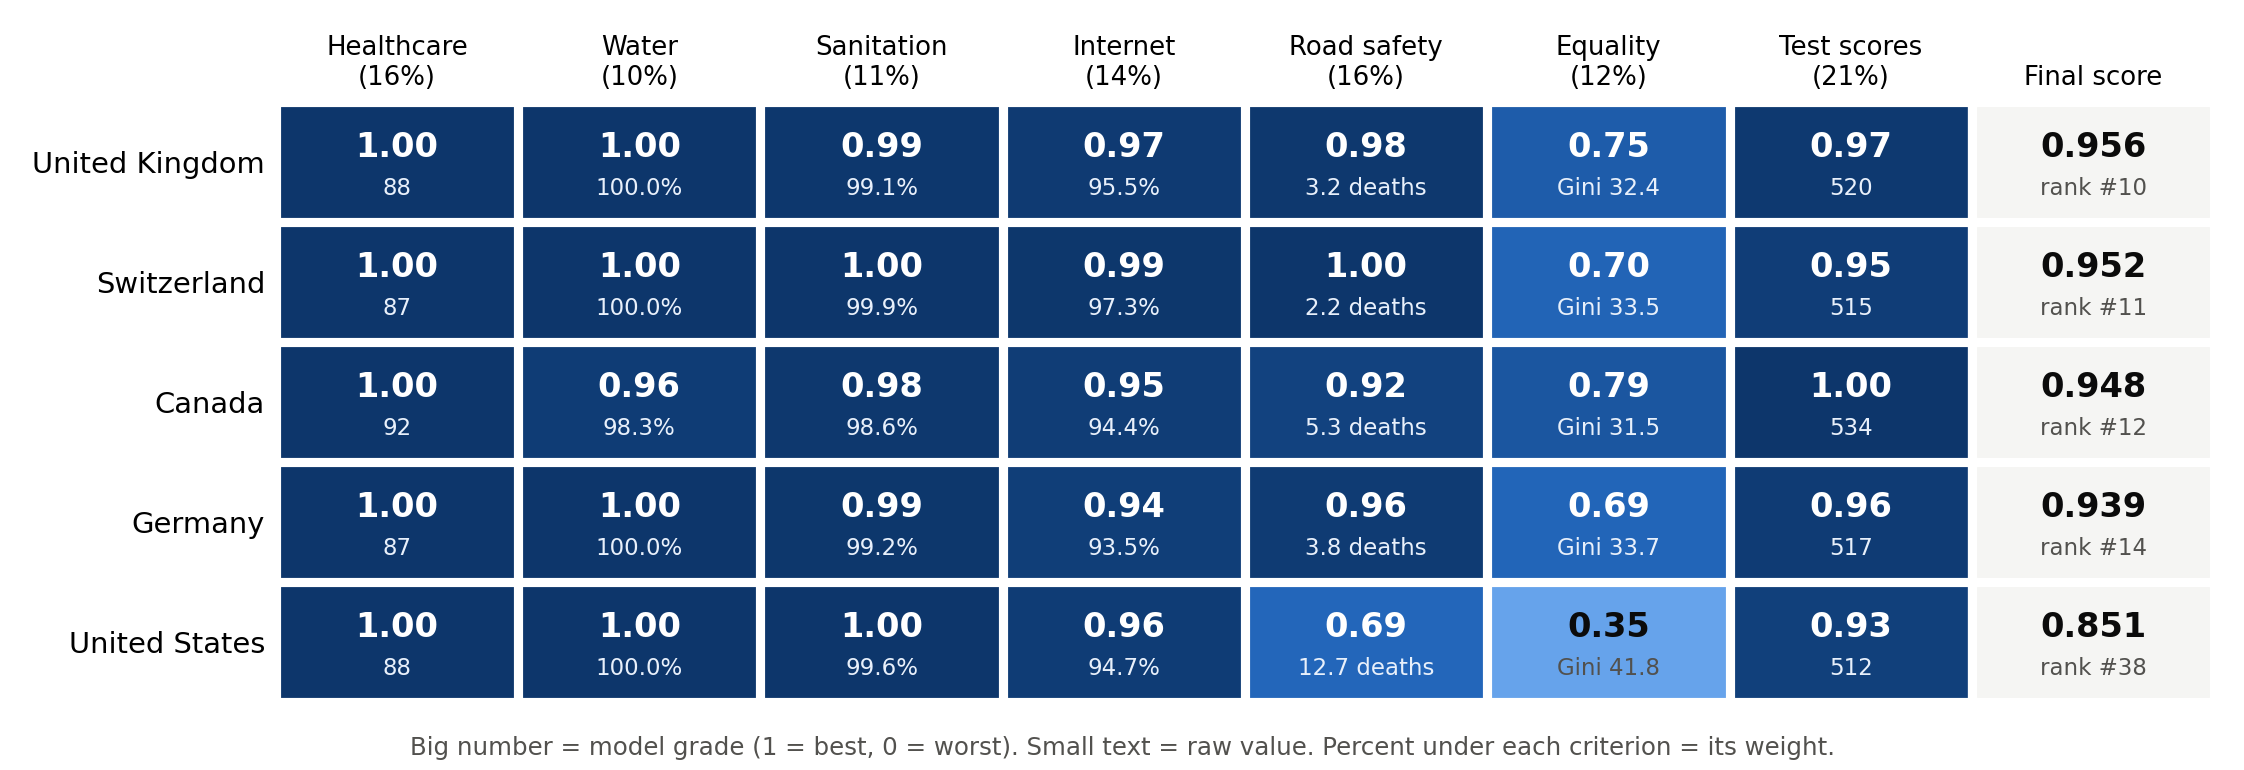 Healthcare Water Sanitation Internet Road safety Equality Test scores
(16%) (10%) (11%) (14%) (16%) (12%) (21%) Final score
1.00 1.00 0.99 0.97 0.98 0.75 0.97 0.956
United Kingdom
88 100.0% 99.1% 95.5% 3.2 deaths Gini 32.4 520 rank #10
1.00 1.00 1.00 0.99 1.00 0.70 0.95 0.952
Switzerland
87 100.0% 99.9% 97.3% 2.2 deaths Gini 33.5 515 rank #11
1.00 0.96 0.98 0.95 0.92 0.79 1.00 0.948
Canada
92 98.3% 98.6% 94.4% 5.3 deaths Gini 31.5 534 rank #12
1.00 1.00 0.99 0.94 0.96 0.69 0.96 0.939
Germany
87 100.0% 99.2% 93.5% 3.8 deaths Gini 33.7 517 rank #14
1.00 1.00 1.00 0.96 0.69 0.35 0.93 0.851
United States
88 100.0% 99.6% 94.7% 12.7 deaths Gini 41.8 512 rank #38
Big number = model grade (1 = best, 0 = worst). Small text = raw value. Percent under each criterion = its weight.